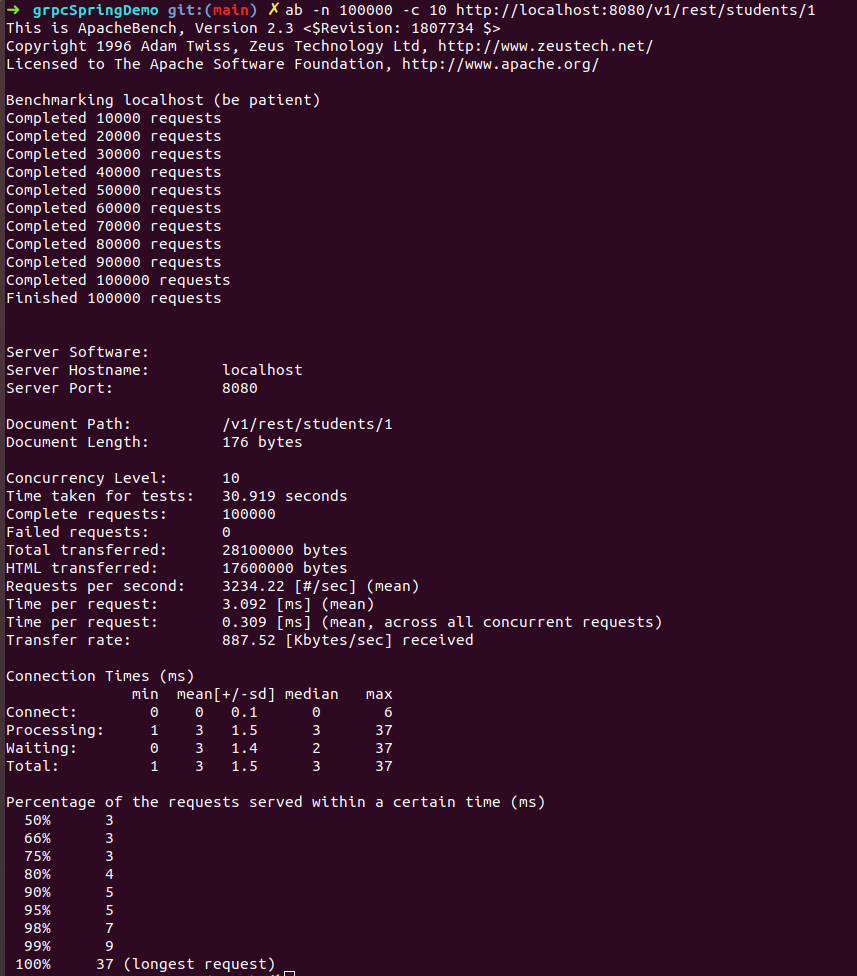 ➜ grpcSpringDemo git:(main) ✗ ab -n 100000 -c 10 http://localhost:8080/v1/rest/students/1
This is ApacheBench, Version 2.3 <$Revision: 1807734 $>
Copyright 1996 Adam Twiss, Zeus Technology Ltd, http://www.zeustech.net/
Licensed to The Apache Software Foundation, http://www.apache.org/

Benchmarking localhost (be patient)
Completed 10000 requests
Completed 20000 requests
Completed 30000 requests
Completed 40000 requests
Completed 50000 requests
Completed 60000 requests
Completed 70000 requests
Completed 80000 requests
Completed 90000 requests
Completed 100000 requests
Finished 100000 requests


Server Software:
Server Hostname:        localhost
Server Port:            8080

Document Path:          /v1/rest/students/1
Document Length:        176 bytes

Concurrency Level:      10
Time taken for tests:   30.919 seconds
Complete requests:      100000
Failed requests:        0
Total transferred:      28100000 bytes
HTML transferred:       17600000 bytes
Requests per second:    3234.22 [#/sec] (mean)
Time per request:       3.092 [ms] (mean)
Time per request:       0.309 [ms] (mean, across all concurrent requests)
Transfer rate:          887.52 [Kbytes/sec] received

Connection Times (ms)
              min  mean[+/-sd] median   max
Connect:        0    0   0.1      0       6
Processing:     1    3   1.5      3      37
Waiting:        0    3   1.4      2      37
Total:          1    3   1.5      3      37

Percentage of the requests served within a certain time (ms)
  50%      3
  66%      3
  75%      3
  80%      4
  90%      5
  95%      5
  98%      7
  99%      9
 100%     37 (longest request)